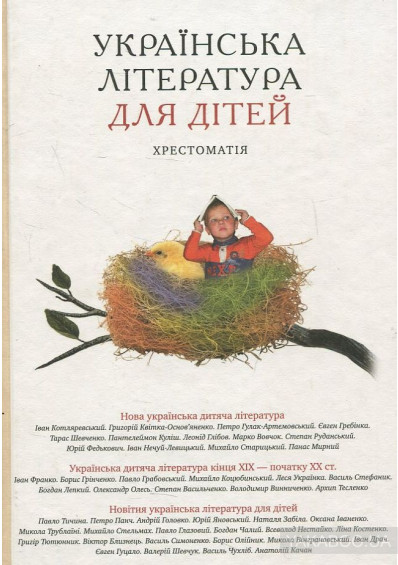 УКРАЇНСЬКА
ЛІТЕРАТУРА
ДЛЯ ДІТЕЙ
ХРЕСТОМАТІЯ
Нова українська дитяча література
Іван Котляревський. Григорій Квітка-Основ'яненко. Петро Гулак-Артемовський. Євген Гребінка.
Тарас Шевченко. Пантелеймон Куліш. Леонід Глібов. Марко Вовчок. Степан Руданський.
Юрій Федькович. Іван Нечуй-Левицький. Михайло Старицький. Панас Мирний
Українська дитяча література кінця ХІХ — початку ХХ ст.
Іван Франко. Борис Грінченко. Павло Грабовський. Михайло Коцюбинський. Леся Українка. Василь Стефаник.
Богдан Лепкий. Олександр Олесь. Степан Васильченко. Володимир Винниченко. Архип Тесленко
Новітня українська література для дітей
Павло Тичина. Петро Панч. Андрій Головко. Юрій Яновський. Наталя Забіла. Оксана Іваненко.
Микола Трублаїні. Михайло Стельмах. Павло Глазовий. Богдан Чалий. Всеволод Нестайко. Ліна Костенко.
Григір Тютюнник. Віктор Близнець. Василь Симоненко. Борис Олійник. Микола Вінграновський. Іван Драч.
Євген Гуцало. Валерій Шевчук. Василь Чухліб. Анатолій Качан